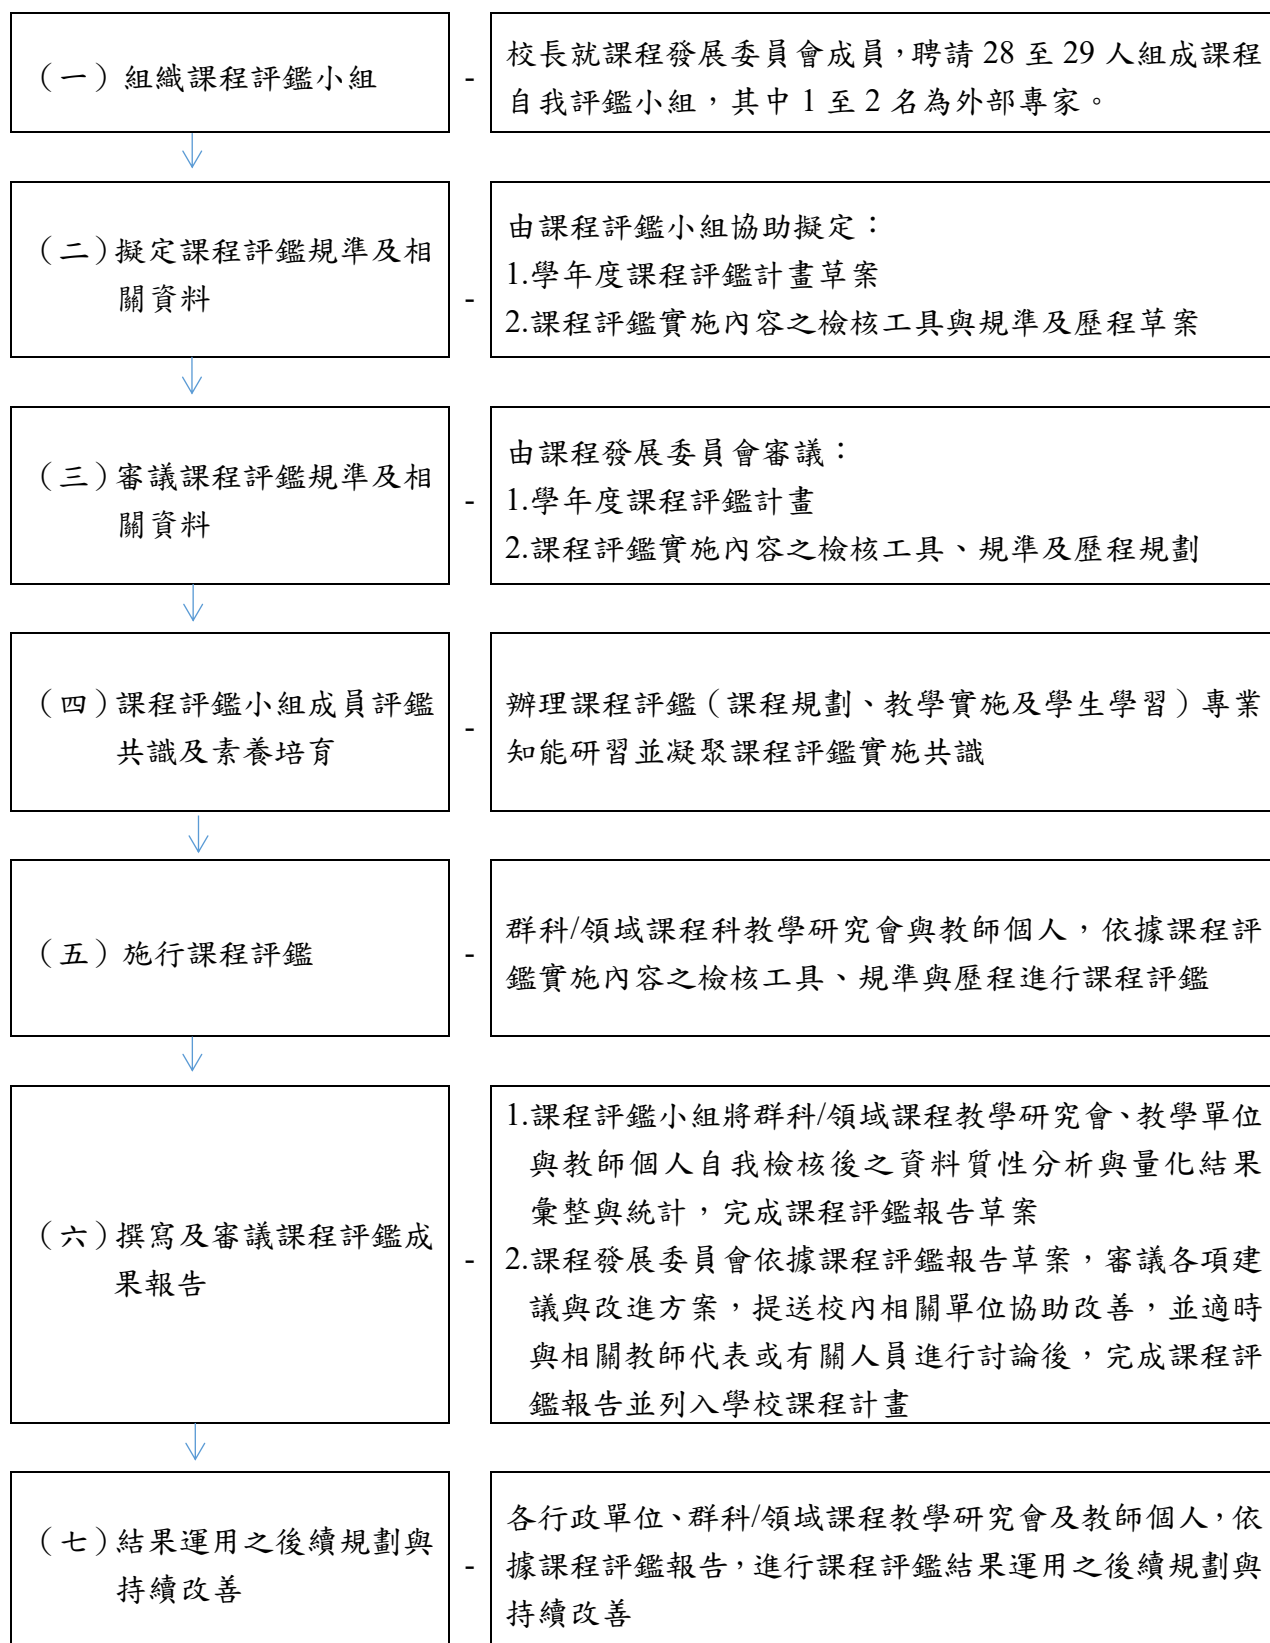 (一)組織課程評鑑小組
-
校長就課程發展委員會成員,聘請 28 至 29 人組成課程
自我評鑑小組,其中 1 至 2 名為外部專家。
(二)擬定課程評鑑規準及相
關資料
-
由課程評鑑小組協助擬定:
1.學年度課程評鑑計畫草案
2.課程評鑑實施內容之檢核工具與規準及歷程草案
(三)審議課程評鑑規準及相
關資料
-
由課程發展委員會審議:
1.學年度課程評鑑計畫
2.課程評鑑實施內容之檢核工具、規準及歷程規劃
(四)課程評鑑小組成員評鑑
共識及素養培育
-
辦理課程評鑑(課程規劃、教學實施及學生學習)專業
知能研習並凝聚課程評鑑實施共識
(五)施行課程評鑑
-
群科/領域課程科教學研究會與教師個人,依據課程評
鑑實施內容之檢核工具、規準與歷程進行課程評鑑
(六)撰寫及審議課程評鑑成
果報告
-
1.課程評鑑小組將群科/領域課程教學研究會、教學單位
與教師個人自我檢核後之資料質性分析與量化結果
彙整與統計,完成課程評鑑報告草案
2.課程發展委員會依據課程評鑑報告草案,審議各項建
議與改進方案,提送校內相關單位協助改善,並適時
與相關教師代表或有關人員進行討論後,完成課程評
鑑報告並列入學校課程計畫
(七)結果運用之後續規劃與
持續改善
-
各行政單位、群科/領域課程教學研究會及教師個人,依
據課程評鑑報告,進行課程評鑑結果運用之後續規劃與
持續改善